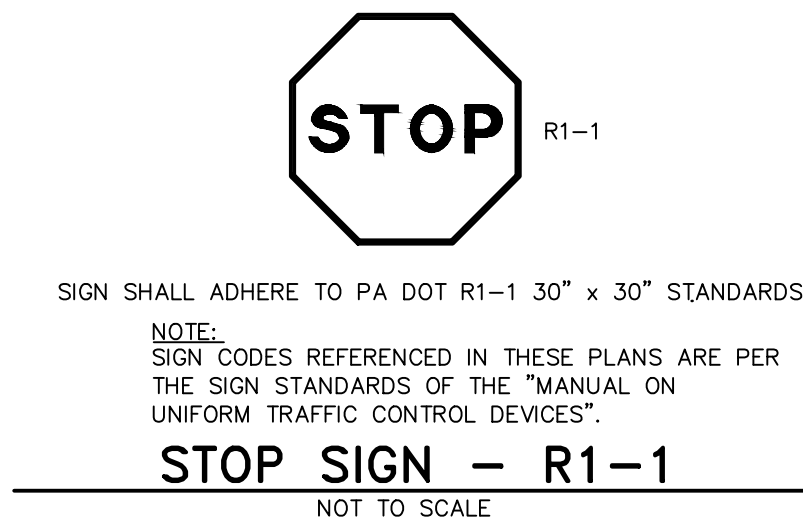 STOP
R1-1
SIGN SHALL ADHERE TO PA DOT R1-1 30" x 30" STANDARDS
NOTE:
SIGN CODES REFERENCED IN THESE PLANS ARE PER
THE SIGN STANDARDS OF THE "MANUAL ON
UNIFORM TRAFFIC CONTROL DEVICES".
STOP SIGN - R1-1
NOT TO SCALE